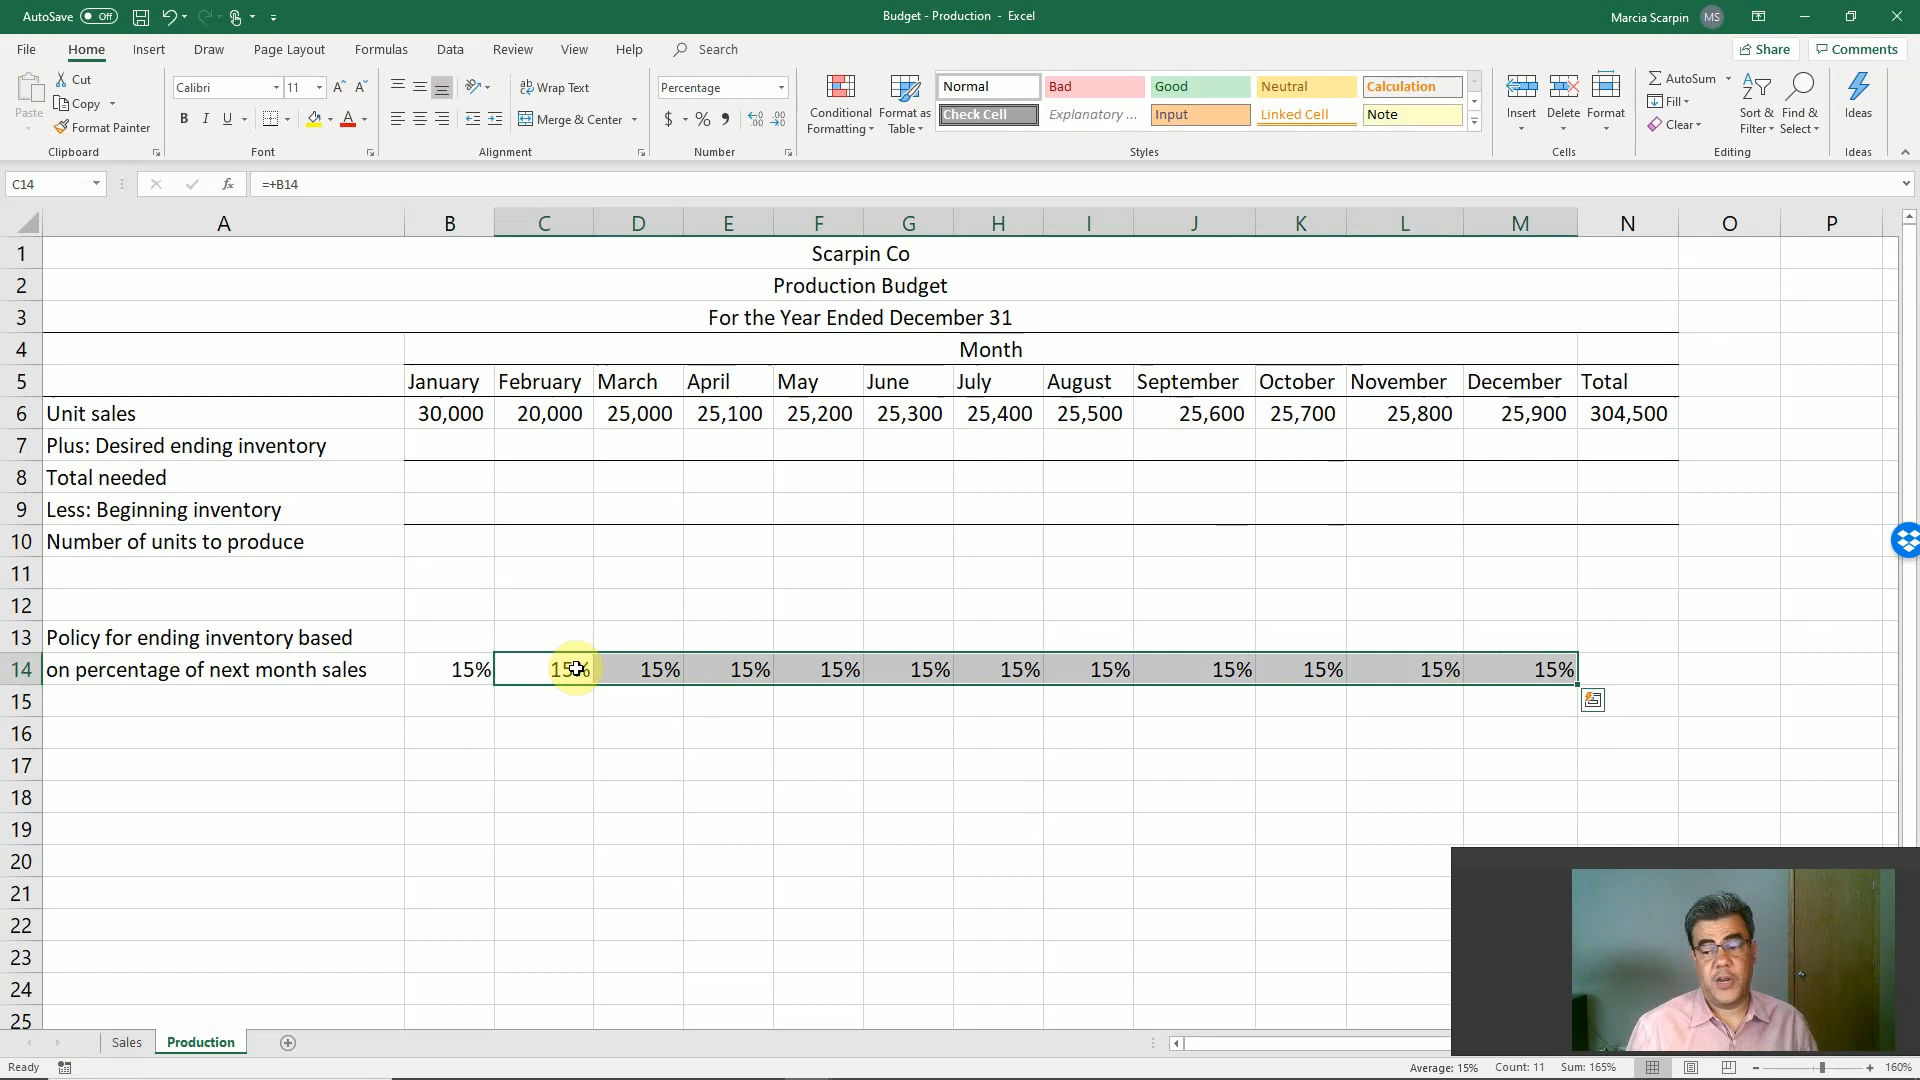 AutoSave Off Budget - Production - Excel Marcia Scarpin MS
File Home Insert Draw Page Layout Formulas Data Review View Help Search Share Comments
Cut Calibri 11 Wrap Text Percentage Normal Bad Good Neutral Calculation AutoSum
Paste Copy Conditional Format as Insert Delete Format Fill Sort & Find & Ideas
Format Painter B I U A Merge & Center $ % Formatting Table Check Cell Explanatory ... Input Linked Cell Note Clear Filter Select
Clipboard Font Alignment Number Styles Cells Editing Ideas
C14 fx =+B14
A B C D E F G H I J K L M N O P
1 Scarpin Co
2 Production Budget
3 For the Year Ended December 31
4 Month
5 January February March April May June July August September October November December Total
6 Unit sales 30,000 20,000 25,000 25,100 25,200 25,300 25,400 25,500 25,600 25,700 25,800 25,900 304,500
7 Plus: Desired ending inventory
8 Total needed
9 Less: Beginning inventory
10 Number of units to produce
11
12
13 Policy for ending inventory based
14 on percentage of next month sales 15% 15% 15% 15% 15% 15% 15% 15% 15% 15% 15% 15%
15
16
17
18
19
20
21
22
23
24
25
Sales Production
Ready Average: 15% Count: 11 Sum: 165% 160%